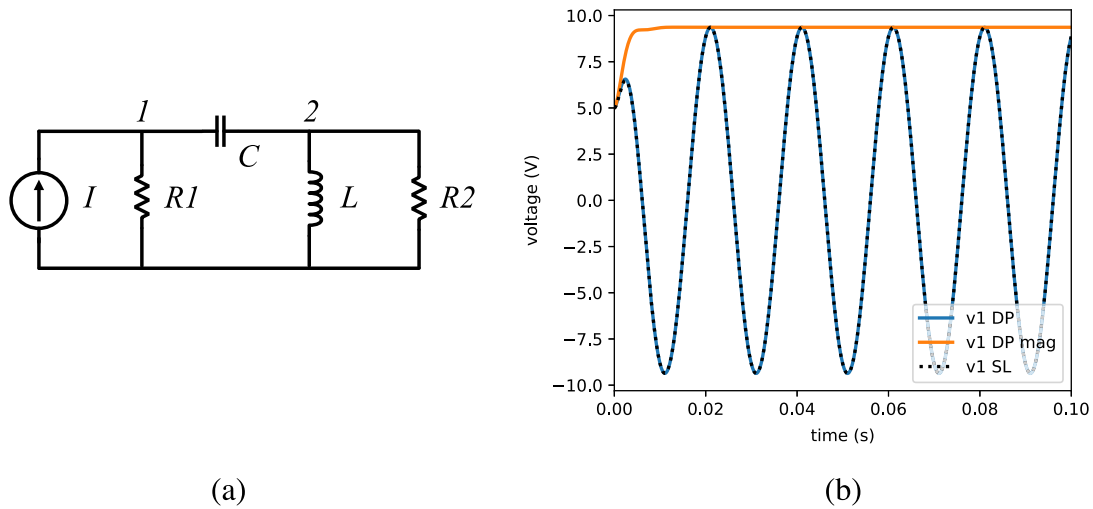 1
2
C
I
R1
L
R2
(a)
10.0
7.5
5.0
2.5
0.0
−2.5
−5.0
−7.5
−10.0
voltage (V)
v1 DP
v1 DP mag
v1 SL
0.00 0.02 0.04 0.06 0.08 0.10
time (s)
(b)